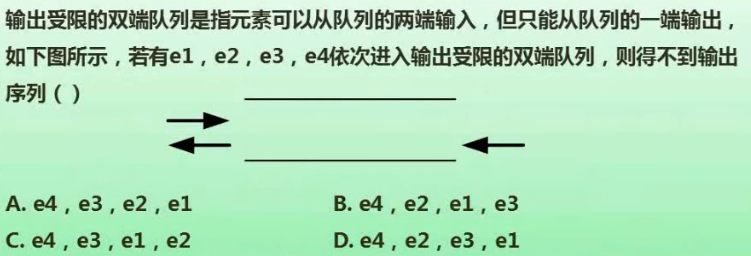 输出受限的双端队列是指元素可以从队列的两端输入，但只能从队列的一端输出，
如下图所示，若有e1，e2，e3，e4依次进入输出受限的双端队列，则得不到输出
序列（ ）
A. e4，e3，e2，e1 B. e4，e2，e1，e3
C. e4，e3，e1，e2 D. e4，e2，e3，e1